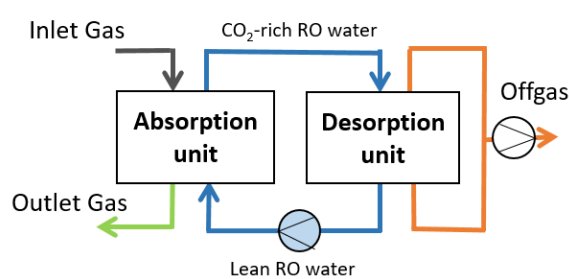 Inlet Gas
CO₂-rich RO water
Offgas
Absorption
unit
Desorption
unit
Outlet Gas
Lean RO water